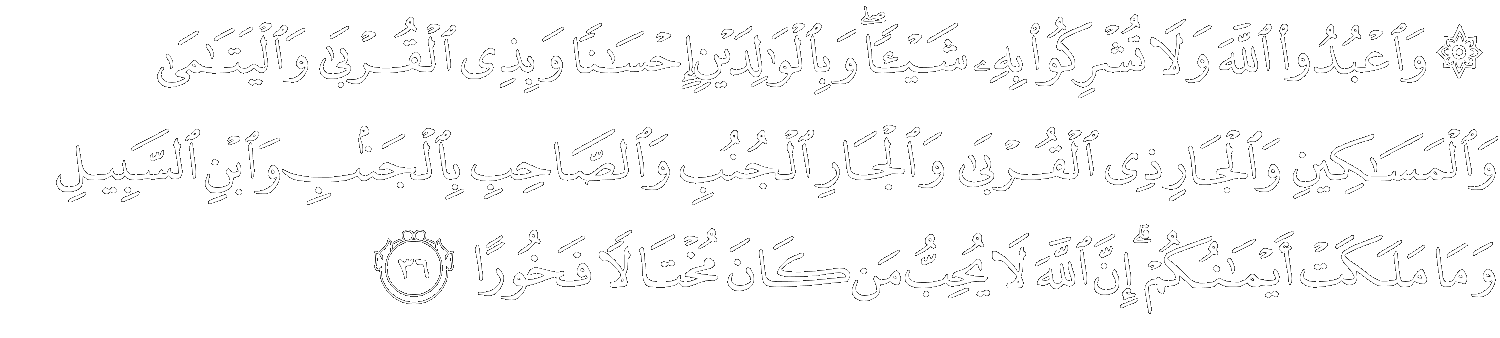 ۞ وَٱعْبُدُوا۟ ٱللَّهَ وَلَا تُشْرِكُوا۟ بِهِۦ شَيْـًٔا ۖ وَبِٱلْوَٰلِدَيْنِ إِحْسَـٰنًا وَبِذِى ٱلْقُرْبَىٰ وَٱلْيَتَـٰمَىٰ
وَٱلْمَسَـٰكِينِ وَٱلْجَارِ ذِى ٱلْقُرْبَىٰ وَٱلْجَارِ ٱلْجُنُبِ وَٱلصَّاحِبِ بِٱلْجَنۢبِ وَٱبْنِ ٱلسَّبِيلِ
وَمَا مَلَكَتْ أَيْمَـٰنُكُمْ ۗ إِنَّ ٱللَّهَ لَا يُحِبُّ مَن كَانَ مُخْتَالًا فَخُورًا ٣٦